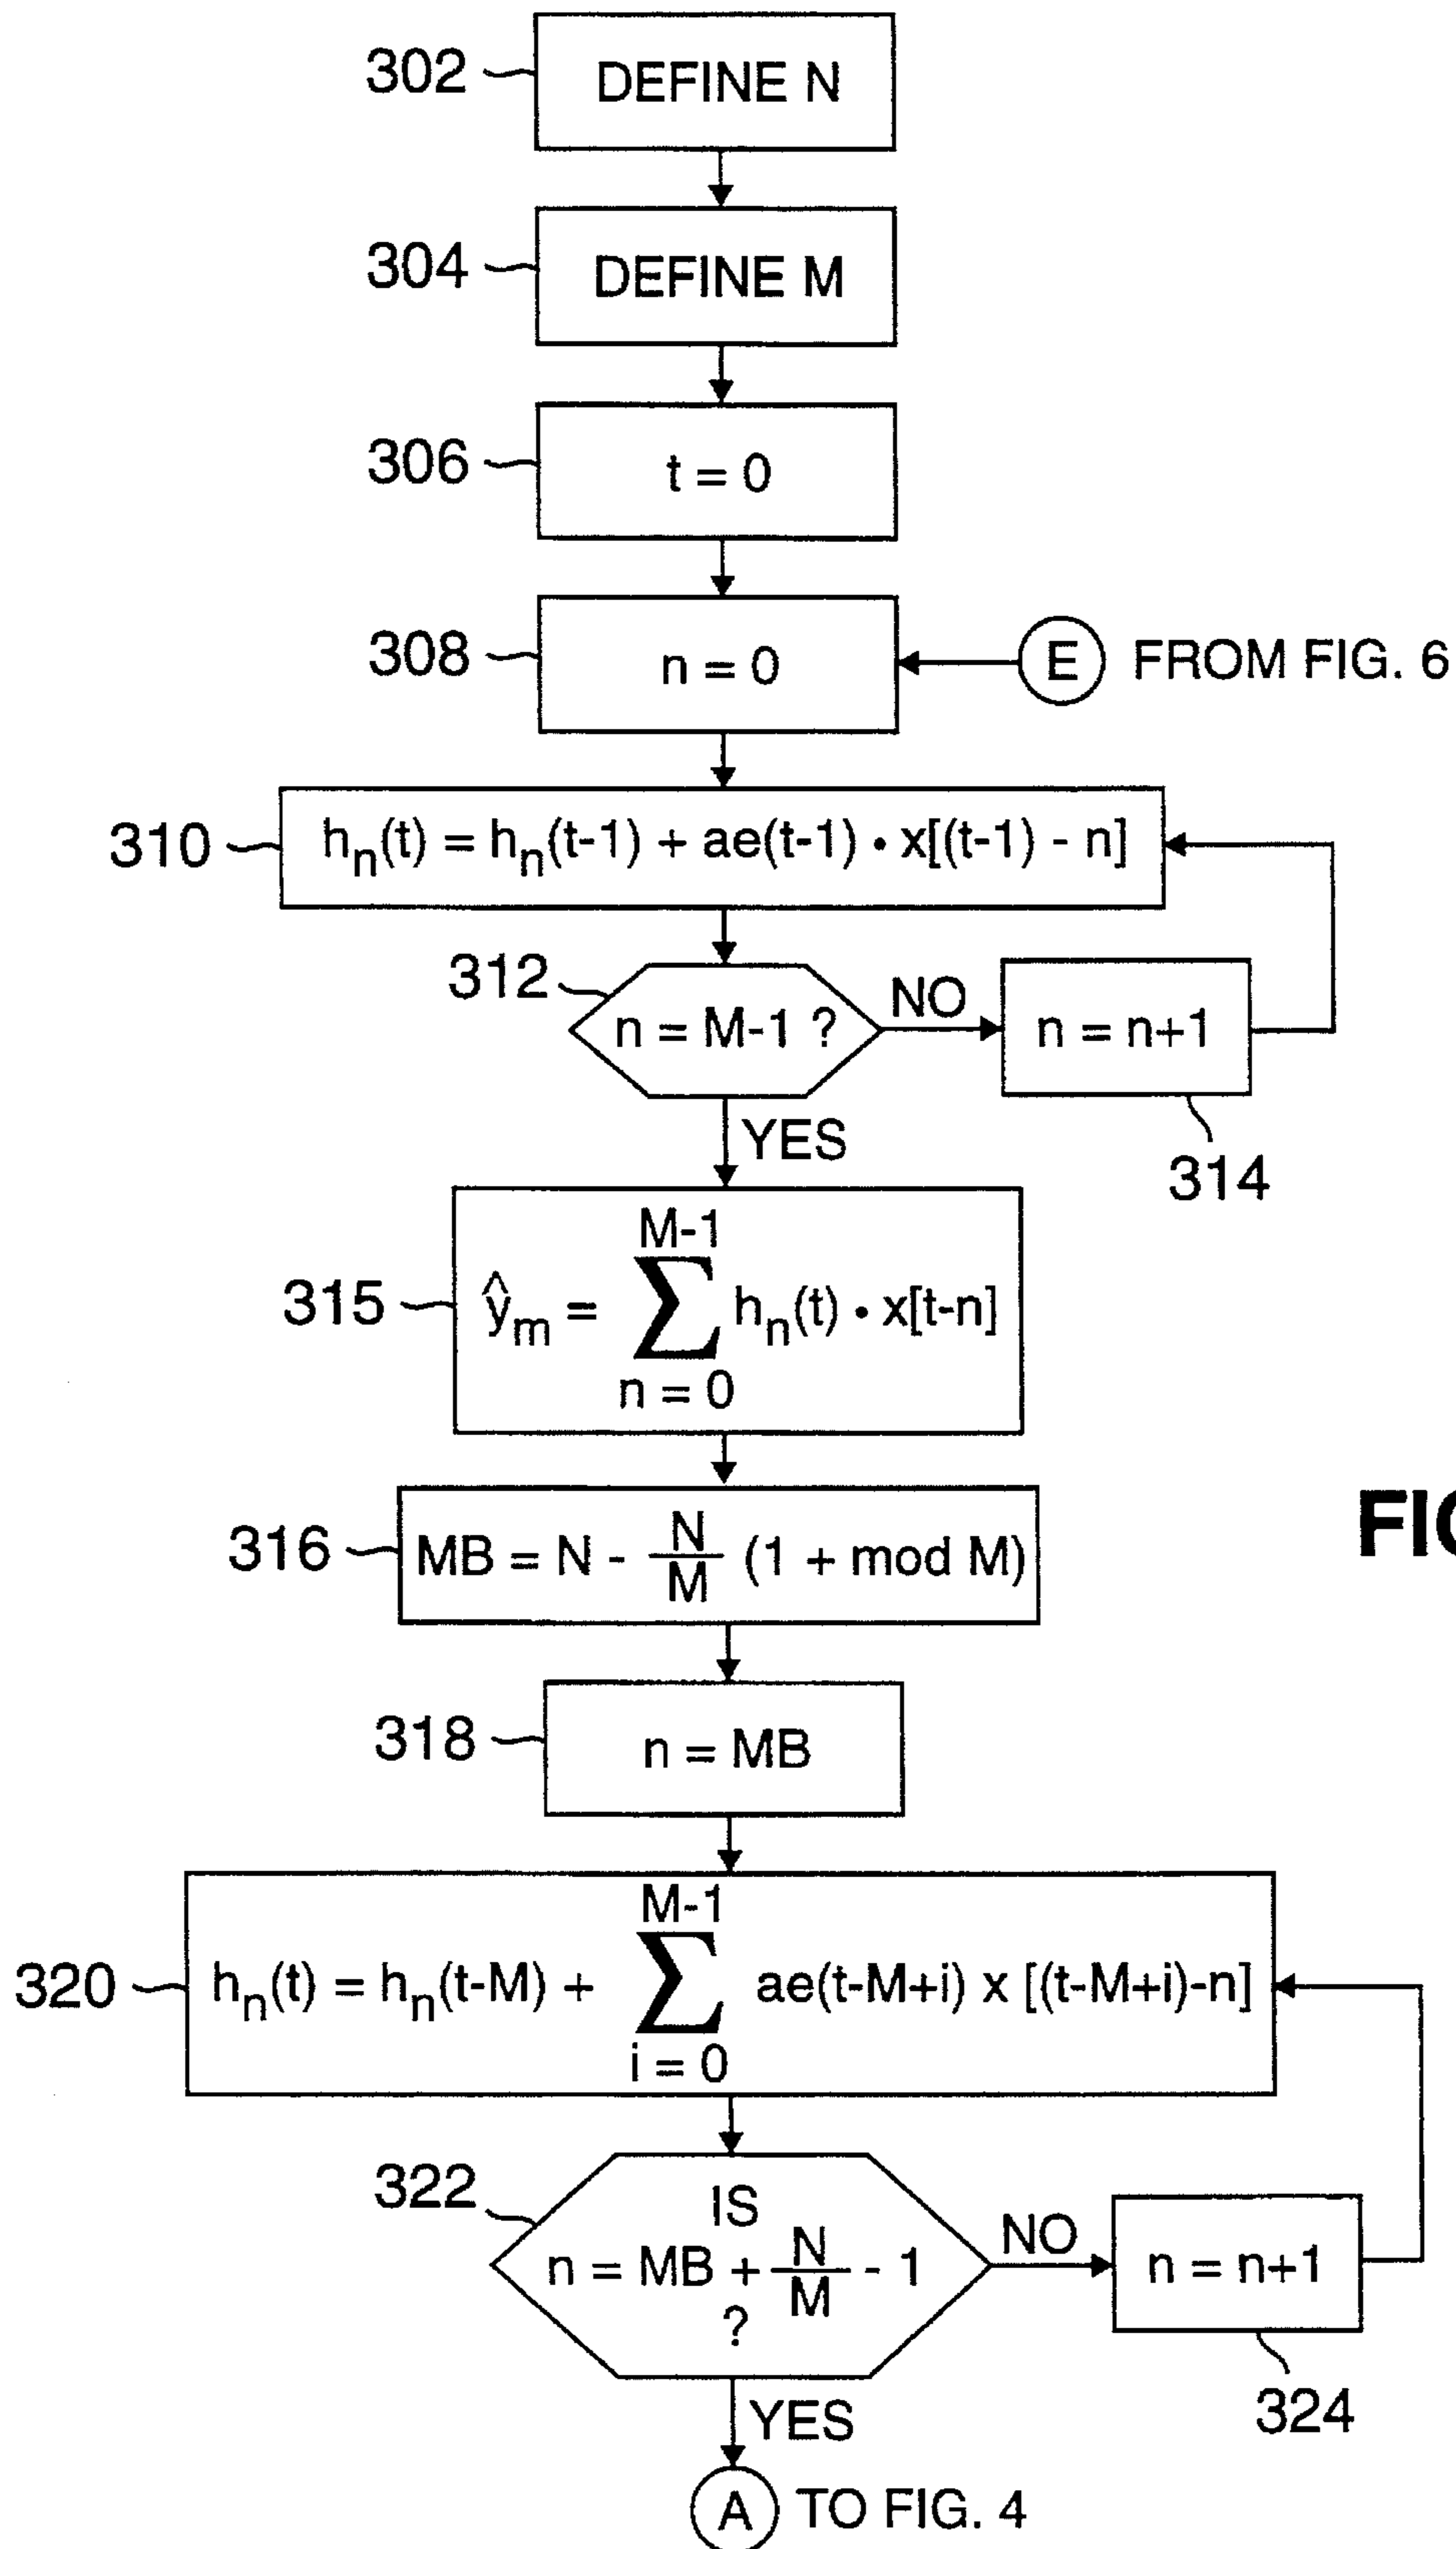 302
DEFINE N
304
DEFINE M
306
t = 0
308
n = 0
E
FROM FIG. 6
310
hn(t) = hn(t-1) + ae(t-1) • x[(t-1) - n]
312
n = M-1 ?
NO
n = n+1
314
YES
315
ŷm = M-1 ∑ n = 0 hn(t) • x[t-n]
316
MB = N - N/M (1 + mod M)
FIG
318
n = MB
320
hn(t) = hn(t-M) + M-1 ∑ i = 0 ae(t-M+i) x [(t-M+i)-n]
322
IS
n = MB + N/M - 1
?
NO
n = n+1
324
YES
A
TO FIG. 4